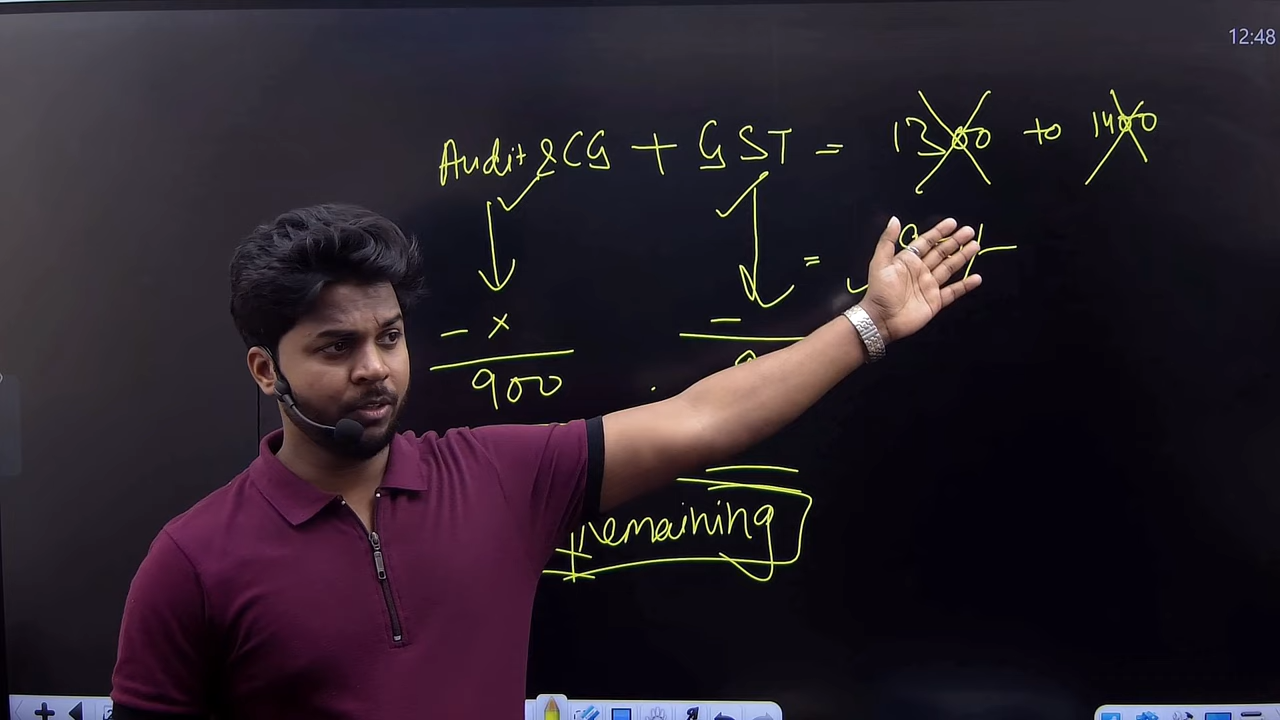 12:48
Audit & CG + GST = 1300 to 1400
=
- x
-
900
remaining